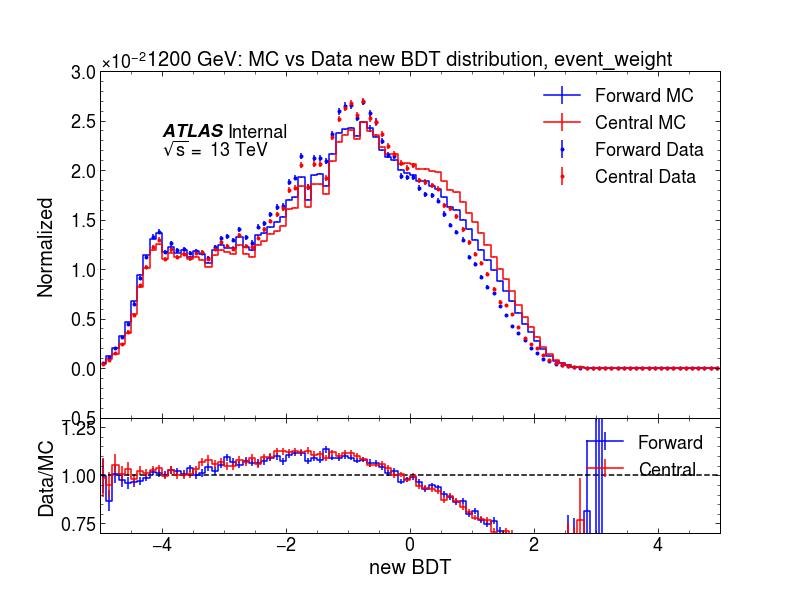 ×10⁻²1200 GeV: MC vs Data new BDT distribution, event_weight
3.0
2.5
2.0
1.5
1.0
0.5
0.0
−0.5
Normalized
ATLAS Internal
√s = 13 TeV
Forward MC
Central MC
Forward Data
Central Data
1.25
1.00
0.75
Data/MC
Forward
Central
−4
−2
0
2
4
new BDT